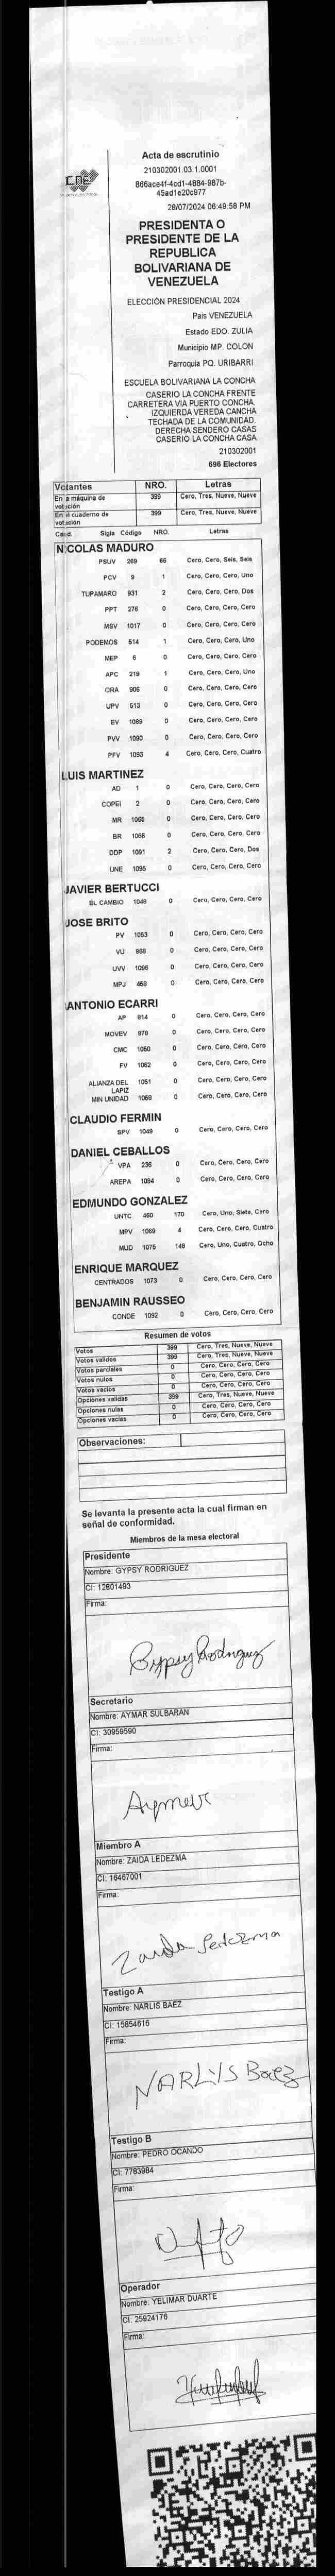 CNE
Acta de escrutinio
210302001.03.1.0001
866ace4f-4cd1-4884-987b-
45ad1e20c977
28/07/2024 06:49:58 PM
PRESIDENTA O
PRESIDENTE DE LA
REPUBLICA
BOLIVARIANA DE
VENEZUELA
ELECCIÓN PRESIDENCIAL 2024
Pais VENEZUELA
Estado EDO. ZULIA
Municipio MP. COLON
Parroquia PQ. URIBARRI
ESCUELA BOLIVARIANA LA CONCHA
CASERIO LA CONCHA FRENTE
CARRETERA VIA PUERTO CONCHA.
IZQUIERDA VEREDA CANCHA
TECHADA DE LA COMUNIDAD.
DERECHA SENDERO CASAS
CASERIO LA CONCHA CASA
210302001
696 Electores
Votantes NRO. Letras
En la máquina de votación 399 Cero, Tres, Nueve, Nueve
En el cuaderno de votación 399 Cero, Tres, Nueve, Nueve
Cand. Sigla Código NRO. Letras
NICOLAS MADURO
PSUV 269 66 Cero, Cero, Seis, Seis
PCV 9 1 Cero, Cero, Cero, Uno
TUPAMARO 931 2 Cero, Cero, Cero, Dos
PPT 276 0 Cero, Cero, Cero, Cero
MSV 1017 0 Cero, Cero, Cero, Cero
PODEMOS 514 1 Cero, Cero, Cero, Uno
MEP 6 0 Cero, Cero, Cero, Cero
APC 219 1 Cero, Cero, Cero, Uno
ORA 906 0 Cero, Cero, Cero, Cero
UPV 513 0 Cero, Cero, Cero, Cero
EV 1089 0 Cero, Cero, Cero, Cero
PVV 1090 0 Cero, Cero, Cero, Cero
PFV 1093 4 Cero, Cero, Cero, Cuatro
LUIS MARTINEZ
AD 1 0 Cero, Cero, Cero, Cero
COPEI 2 0 Cero, Cero, Cero, Cero
MR 1065 0 Cero, Cero, Cero, Cero
BR 1066 0 Cero, Cero, Cero, Cero
DDP 1091 2 Cero, Cero, Cero, Dos
UNE 1095 0 Cero, Cero, Cero, Cero
JAVIER BERTUCCI
EL CAMBIO 1049 0 Cero, Cero, Cero, Cero
JOSE BRITO
PV 1053 0 Cero, Cero, Cero, Cero
VU 968 0 Cero, Cero, Cero, Cero
UVV 1096 0 Cero, Cero, Cero, Cero
MPJ 458 0 Cero, Cero, Cero, Cero
ANTONIO ECARRI
AP 814 0 Cero, Cero, Cero, Cero
MOVEV 978 0 Cero, Cero, Cero, Cero
CMC 1050 0 Cero, Cero, Cero, Cero
FV 1062 0 Cero, Cero, Cero, Cero
ALIANZA DEL LAPIZ 1051 0 Cero, Cero, Cero, Cero
MIN UNIDAD 1069 0 Cero, Cero, Cero, Cero
CLAUDIO FERMIN
SPV 1048 0 Cero, Cero, Cero, Cero
DANIEL CEBALLOS
VPA 236 0 Cero, Cero, Cero, Cero
AREPA 1094 0 Cero, Cero, Cero, Cero
EDMUNDO GONZALEZ
UNTC 460 170 Cero, Uno, Siete, Cero
MPV 1069 4 Cero, Cero, Cero, Cuatro
MUD 1075 148 Cero, Uno, Cuatro, Ocho
ENRIQUE MARQUEZ
CENTRADOS 1073 0 Cero, Cero, Cero, Cero
BENJAMIN RAUSSEO
CONDE 1092 0 Cero, Cero, Cero, Cero
Resumen de votos
Votos 399 Cero, Tres, Nueve, Nueve
Votos validos 399 Cero, Tres, Nueve, Nueve
Votos parciales 0 Cero, Cero, Cero, Cero
Votos nulos 0 Cero, Cero, Cero, Cero
Votos vacios 0 Cero, Cero, Cero, Cero
Opciones validas 399 Cero, Tres, Nueve, Nueve
Opciones nulas 0 Cero, Cero, Cero, Cero
Opciones vacias 0 Cero, Cero, Cero, Cero
Observaciones:
Se levanta la presente acta la cual firman en
señal de conformidad.
Miembros de la mesa electoral
Presidente
Nombre: GYPSY RODRIGUEZ
CI: 12801493
Firma:
Gypsy Rodriguez
Secretario
Nombre: AYMAR SULBARAN
CI: 30959590
Firma:
Aymar
Miembro A
Nombre: ZAIDA LEDEZMA
CI: 16467001
Firma:
Zaida Ledezma
Testigo A
Nombre: NARLIS BAEZ
CI: 15854616
Firma:
NARLIS Baez
Testigo B
Nombre: PEDRO OCANDO
CI: 7783984
Firma:
Operador
Nombre: YELIMAR DUARTE
CI: 25924176
Firma: